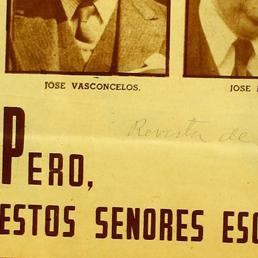 JOSE VASCONCELOS.
JOSE
Revista de
PERO,
ESTOS SENORES ESC